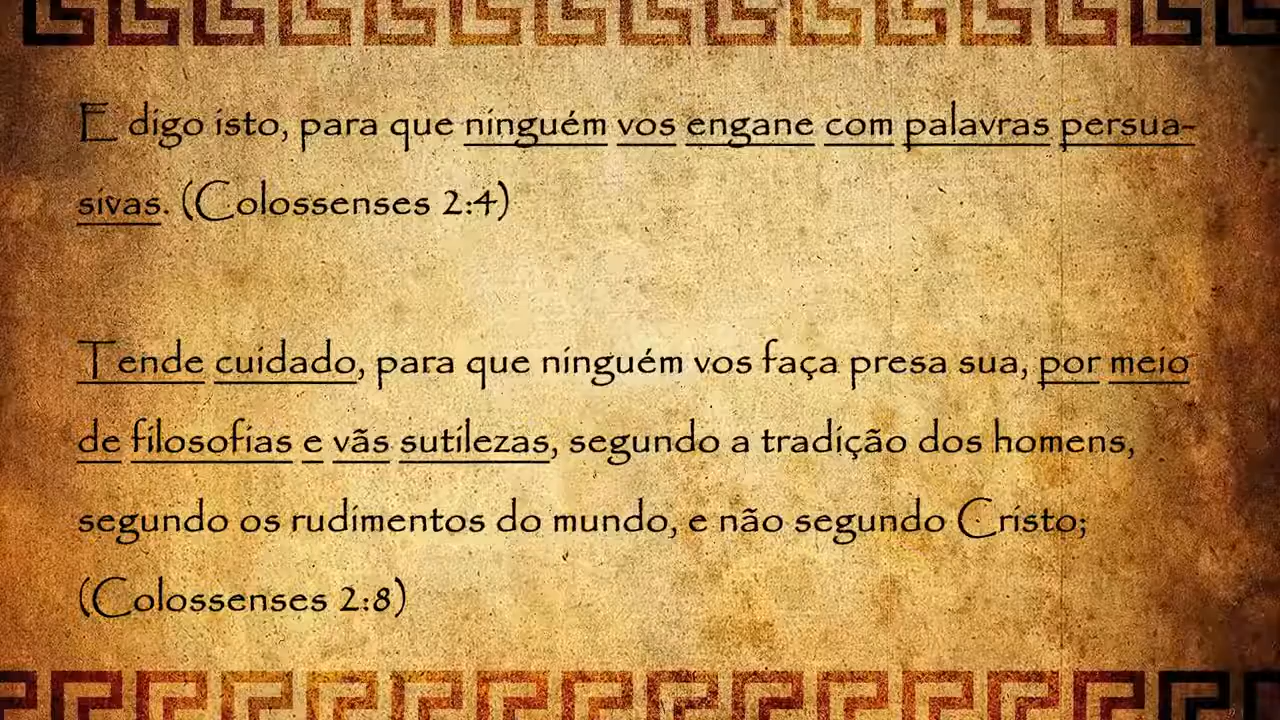 E digo isto, para que ninguém vos engane com palavras persua-
sivas. (Colossenses 2:4)
Tende cuidado, para que ninguém vos faça presa sua, por meio
de filosofias e vãs sutilezas, segundo a tradição dos homens,
segundo os rudimentos do mundo, e não segundo Cristo;
(Colossenses 2:8)